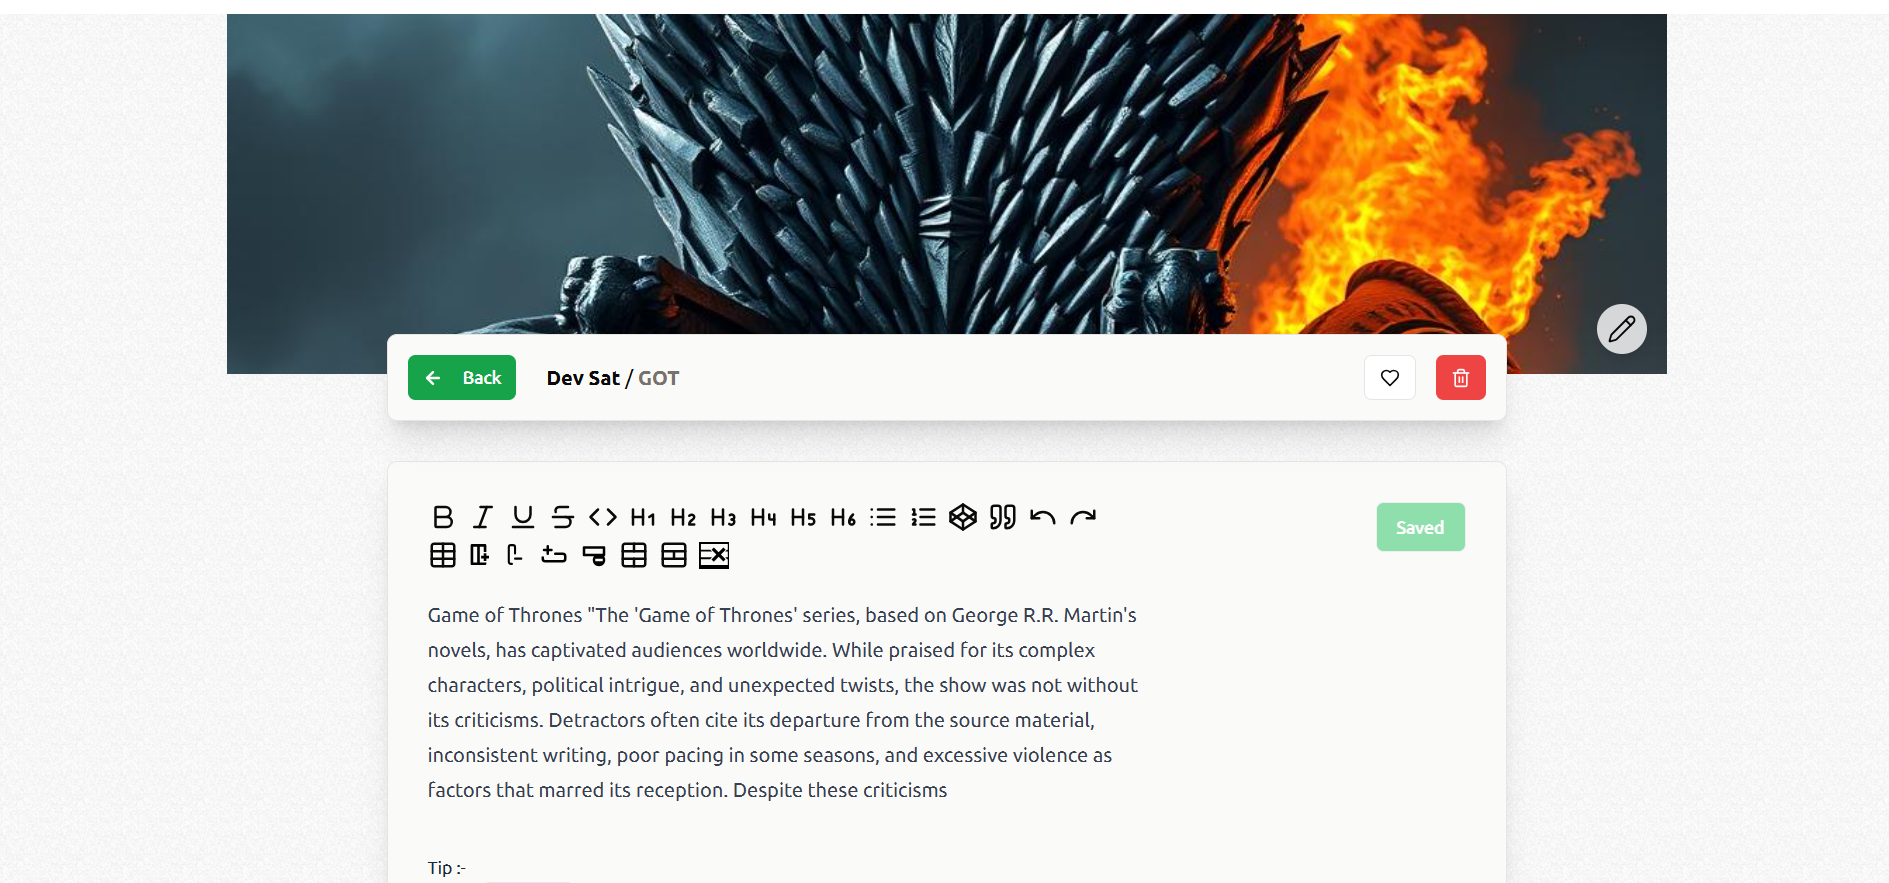 Back
Dev Sat / GOT
H1 H2 H3 H4 H5 H6
Saved
Game of Thrones "The 'Game of Thrones' series, based on George R.R. Martin's
novels, has captivated audiences worldwide. While praised for its complex
characters, political intrigue, and unexpected twists, the show was not without
its criticisms. Detractors often cite its departure from the source material,
inconsistent writing, poor pacing in some seasons, and excessive violence as
factors that marred its reception. Despite these criticisms
Tip :-